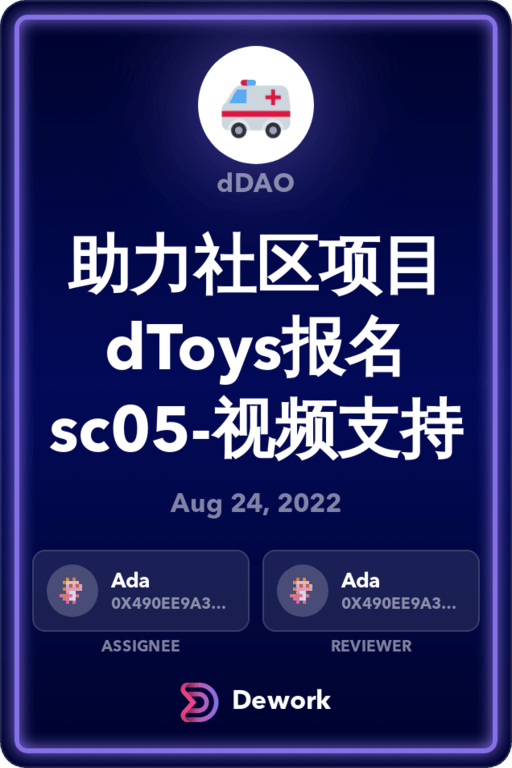 dDAO
助力社区项目
dToys报名
sc05-视频支持
Aug 24, 2022
Ada
0X490EE9A3...
ASSIGNEE
Ada
0X490EE9A3...
REVIEWER
Dework